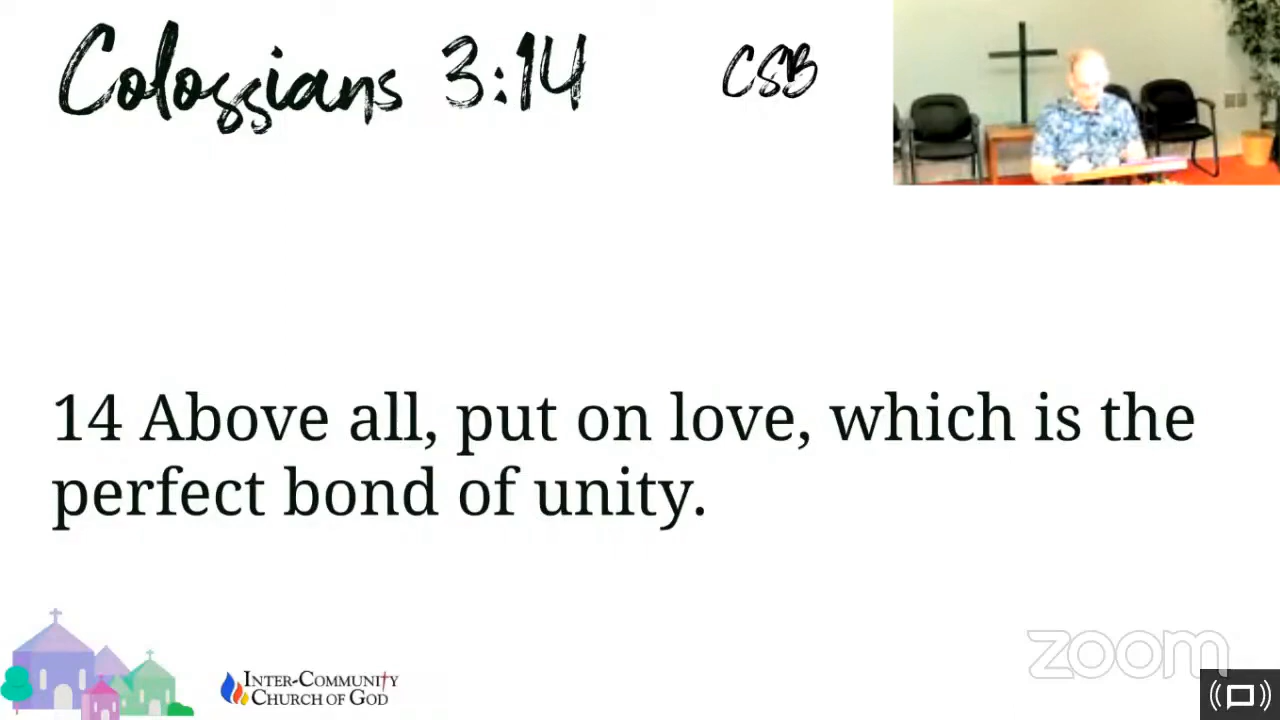 Colossians 3:14 CSB
14 Above all, put on love, which is the
perfect bond of unity.
INTER-COMMUNITY
CHURCH OF GOD
zoom